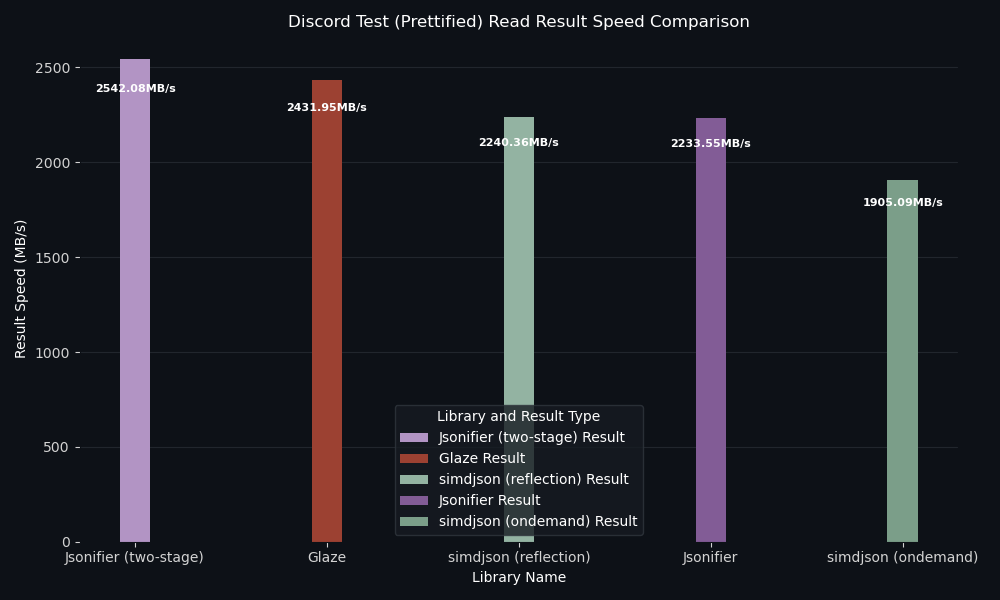 Discord Test (Prettified) Read Result Speed Comparison
Result Speed (MB/s)
2500
2000
1500
1000
500
0
2542.08MB/s
2431.95MB/s
2240.36MB/s
2233.55MB/s
1905.09MB/s
Library and Result Type
Jsonifier (two-stage) Result
Glaze Result
simdjson (reflection) Result
Jsonifier Result
simdjson (ondemand) Result
Jsonifier (two-stage)
Glaze
simdjson (reflection)
Jsonifier
simdjson (ondemand)
Library Name